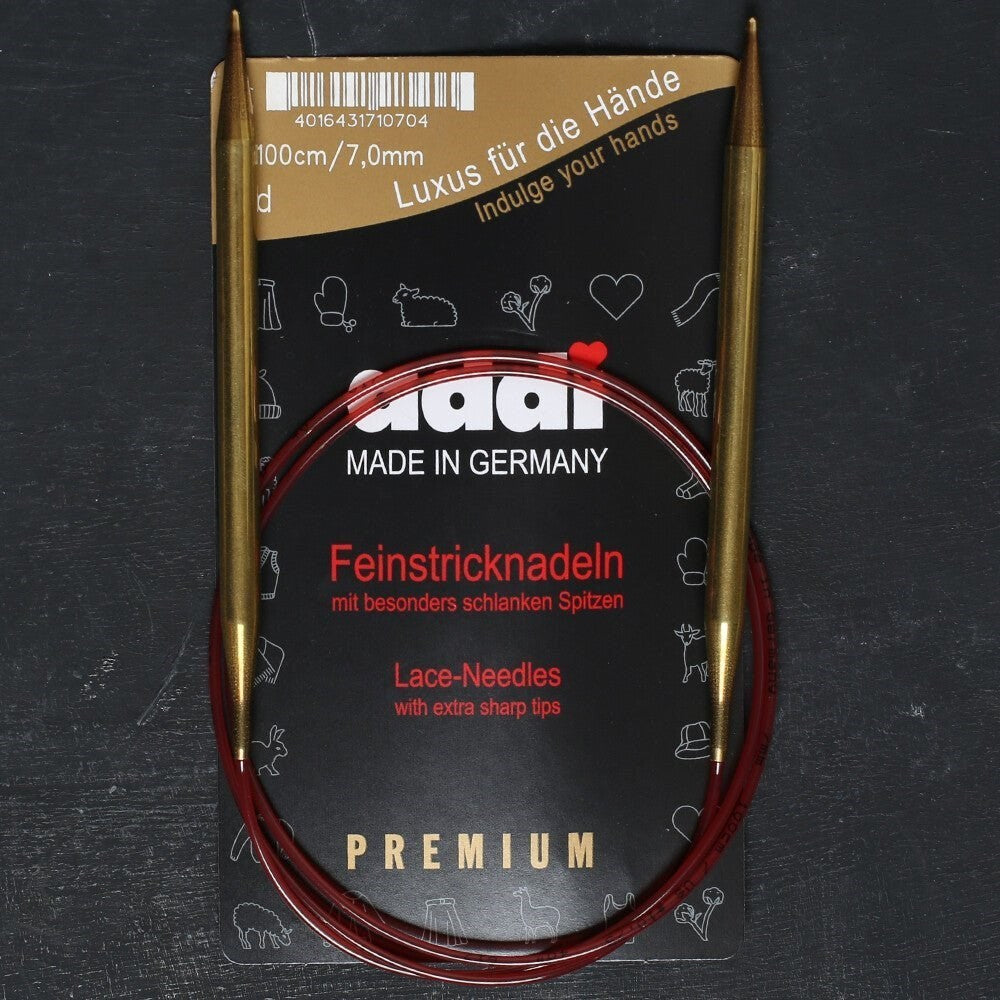 4016431710704
100cm/7,0mm
d
Luxus für die Hände
Indulge your hands
addi
MADE IN GERMANY
Feinstricknadeln
mit besonders schlanken Spitzen
Lace-Needles
with extra sharp tips
PREMIUM